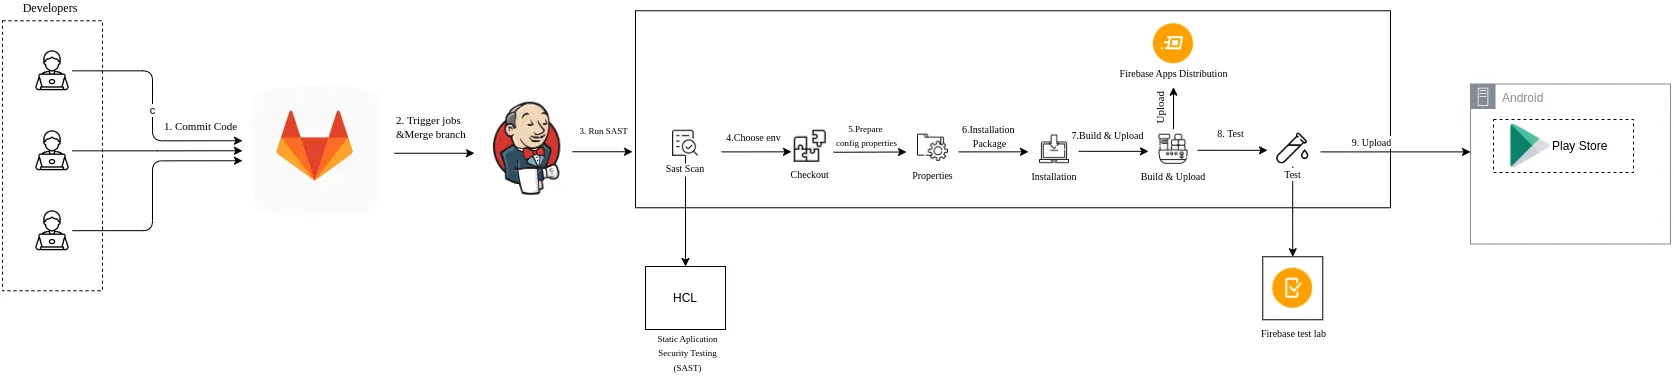 Developers
c
1. Commit Code
2. Trigger jobs
&Merge branch
3. Run SAST
Sast Scan
4.Choose env
Checkout
5.Prepare
config properties
Properties
6.Installation
Package
Installation
7.Build & Upload
Build & Upload
Upload
Firebase Apps Distribution
8. Test
Test
9. Upload
Android
Play Store
HCL
Static Aplication
Security Testing
(SAST)
Firebase test lab